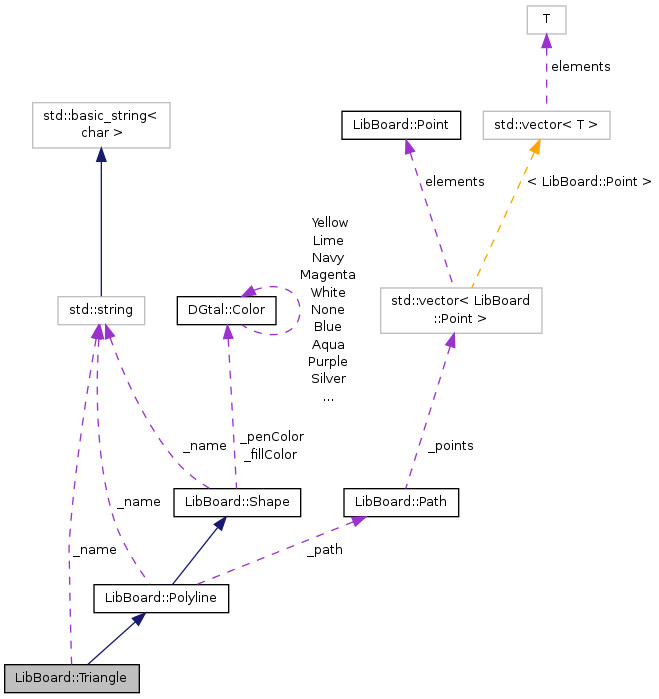 T
elements
std::basic_string<
char >
LibBoard::Point
std::vector< T >
elements
< LibBoard::Point >
Yellow
Lime
Navy
Magenta
White
None
Blue
Aqua
Purple
Silver
...
std::string
DGtal::Color
std::vector< LibBoard
::Point >
_name
_penColor
_fillColor
_points
LibBoard::Shape
LibBoard::Path
_name
_name
_path
LibBoard::Polyline
LibBoard::Triangle